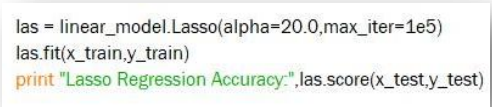 las = linear_model.Lasso(alpha=20.0,max_iter=1e5)
las.fit(x_train,y_train)
print "Lasso Regression Accuracy:",las.score(x_test,y_test)